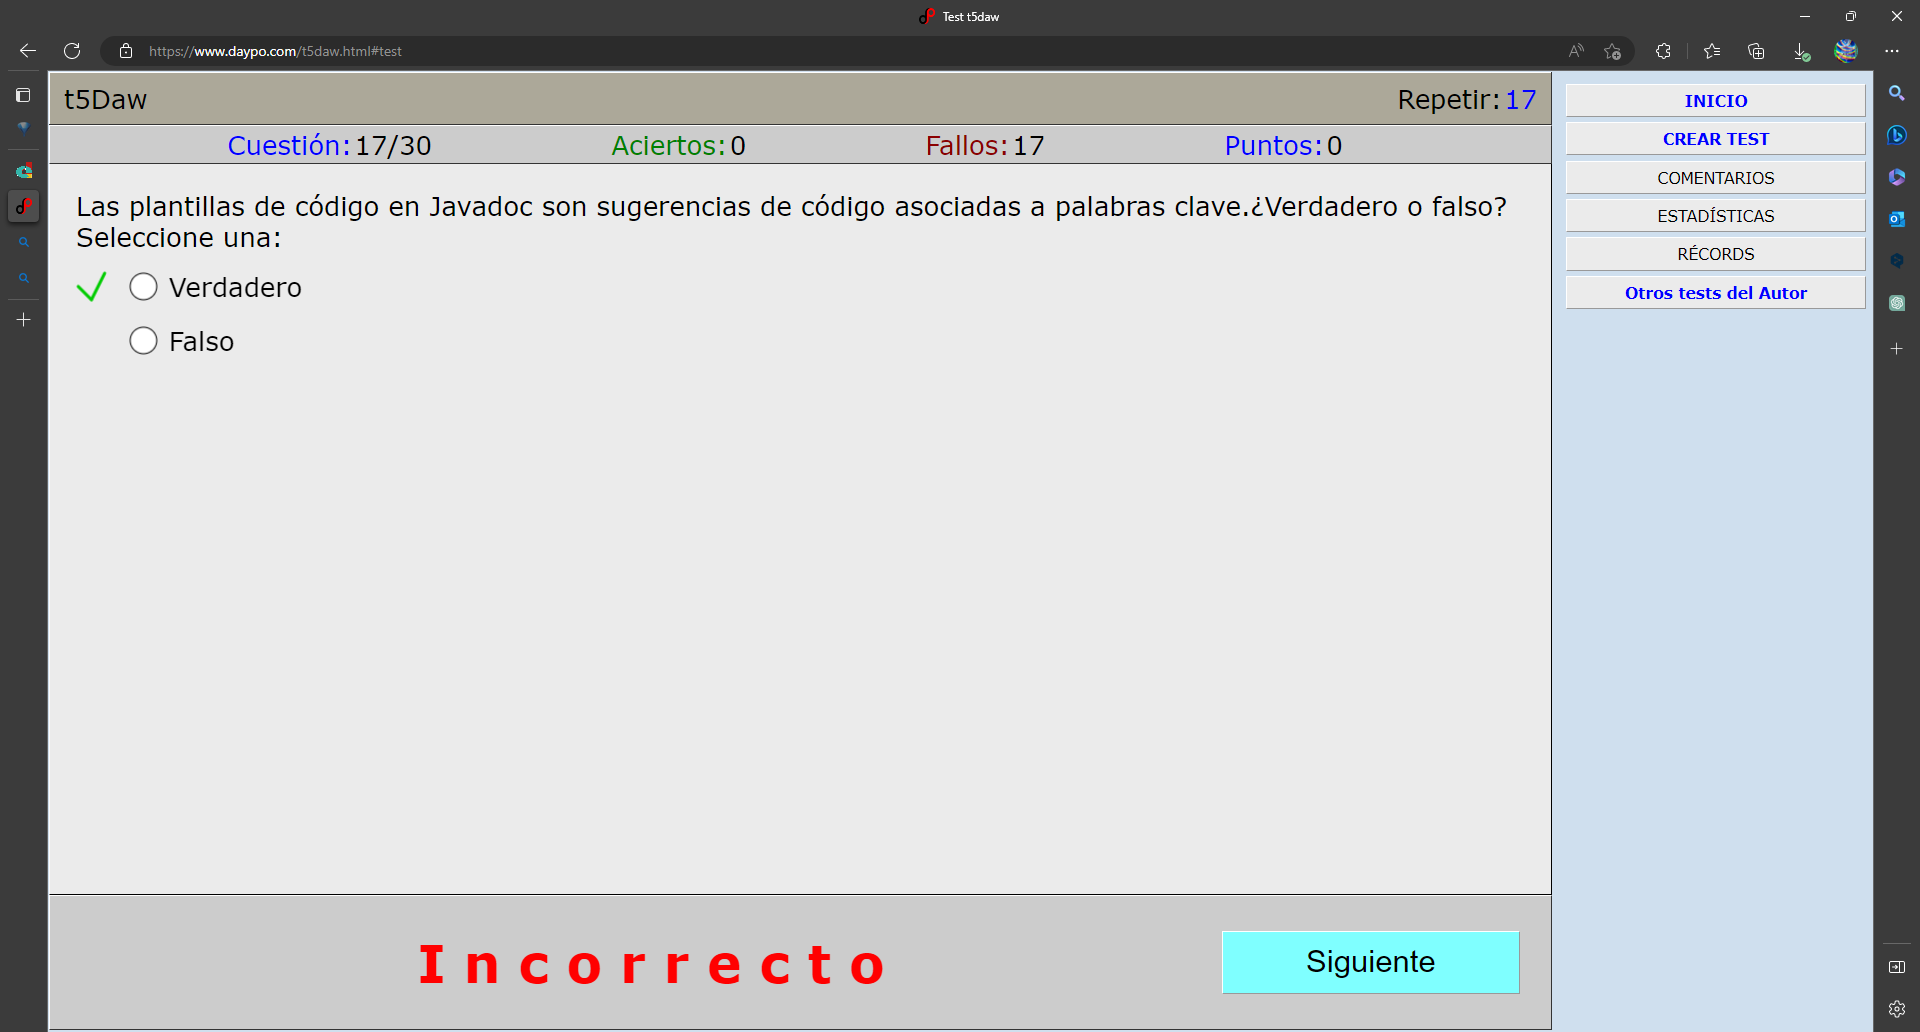 Test t5daw
https://www.daypo.com/t5daw.html#test
t5Daw
Repetir: 17
Cuestión: 17/30
Aciertos: 0
Fallos: 17
Puntos: 0
Las plantillas de código en Javadoc son sugerencias de código asociadas a palabras clave.¿Verdadero o falso?
Seleccione una:
Verdadero
Falso
Incorrecto
Siguiente
INICIO
CREAR TEST
COMENTARIOS
ESTADÍSTICAS
RÉCORDS
Otros tests del Autor